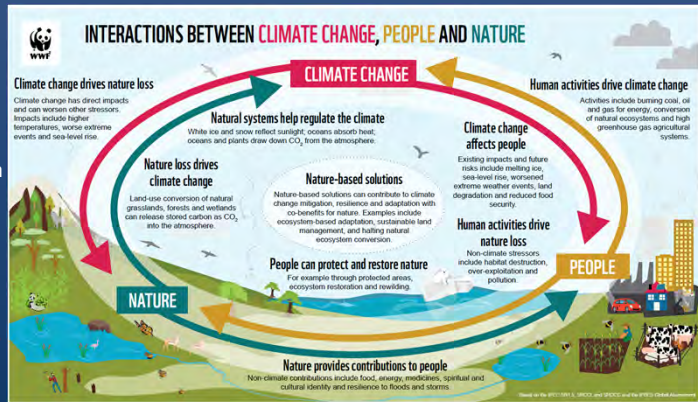 WWF
INTERACTIONS BETWEEN CLIMATE CHANGE, PEOPLE AND NATURE
CLIMATE CHANGE
Climate change drives nature loss
Climate change has direct impacts
and can worsen other stressors.
Impacts include higher
temperatures, worse extreme
events and sea-level rise.
Human activities drive climate change
Activities include burning coal, oil
and gas for energy, conversion
of natural ecosystems and high
greenhouse gas agricultural
systems.
Natural systems help regulate the climate
White ice and snow reflect sunlight; oceans absorb heat;
oceans and plants draw down CO₂ from the atmosphere.
Climate change
affects people
Existing impacts and future
risks include melting ice,
sea-level rise, worsened
extreme weather events, land
degradation and reduced food
security.
Nature loss drives
climate change
Land-use conversion of natural
grasslands, forests and wetlands
can release stored carbon as CO₂
into the atmosphere.
Nature-based solutions
Nature-based solutions can contribute to climate
change mitigation, resilience and adaptation with
co-benefits for nature. Examples include
ecosystem-based adaptation, sustainable land
management, and halting natural
ecosystem conversion.
Human activities drive
nature loss
Non-climate stressors
include habitat destruction,
over-exploitation and
pollution.
People can protect and restore nature
For example through protected areas,
ecosystem restoration and rewilding.
PEOPLE
NATURE
Nature provides contributions to people
Non-climate contributions include food, energy, medicines, spiritual and
cultural identity and resilience to floods and storms.